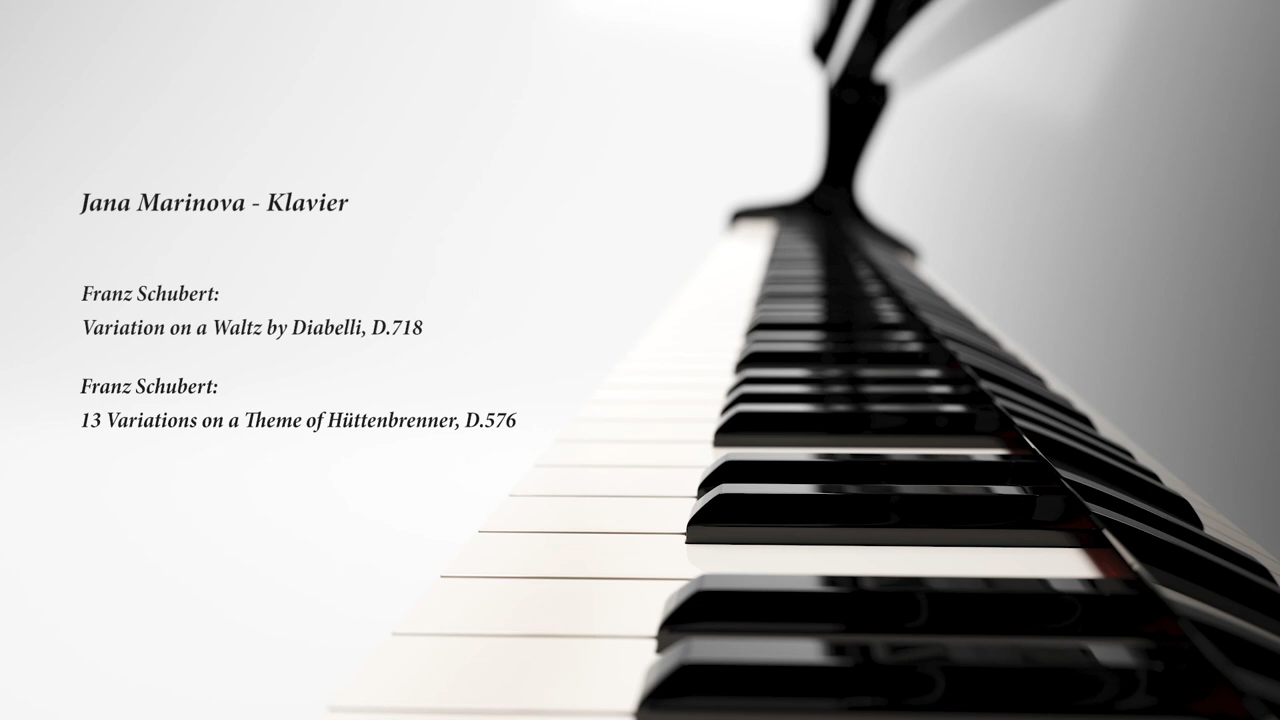 Jana Marinova - Klavier
Franz Schubert:
Variation on a Waltz by Diabelli, D.718
Franz Schubert:
13 Variations on a Theme of Hüttenbrenner, D.576